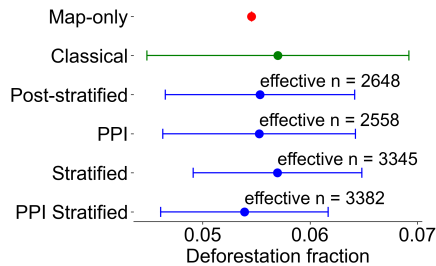 Map-only
Classical
Post-stratified
effective n = 2648
PPI
effective n = 2558
Stratified
effective n = 3345
PPI Stratified
effective n = 3382
0.05 0.06 0.07
Deforestation fraction